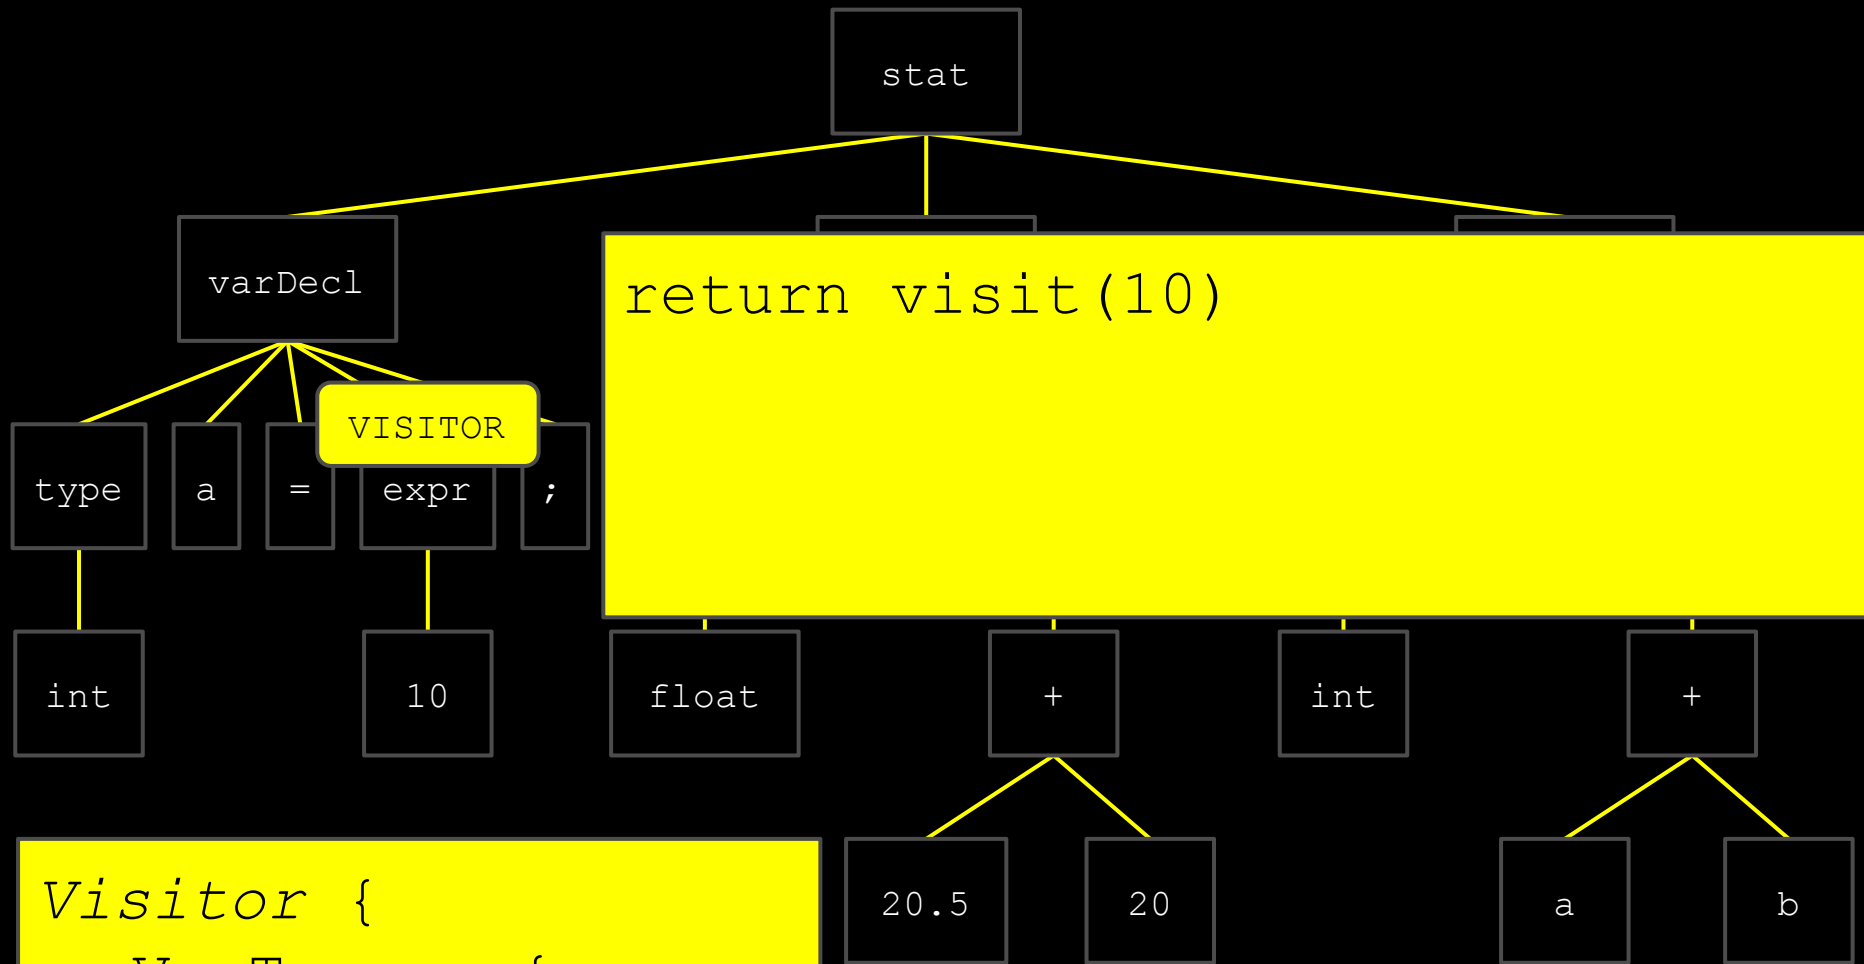 stat
varDecl
return visit(10)
VISITOR
type a = expr ;
int 10 float + int +
20.5 20 a b
Visitor {